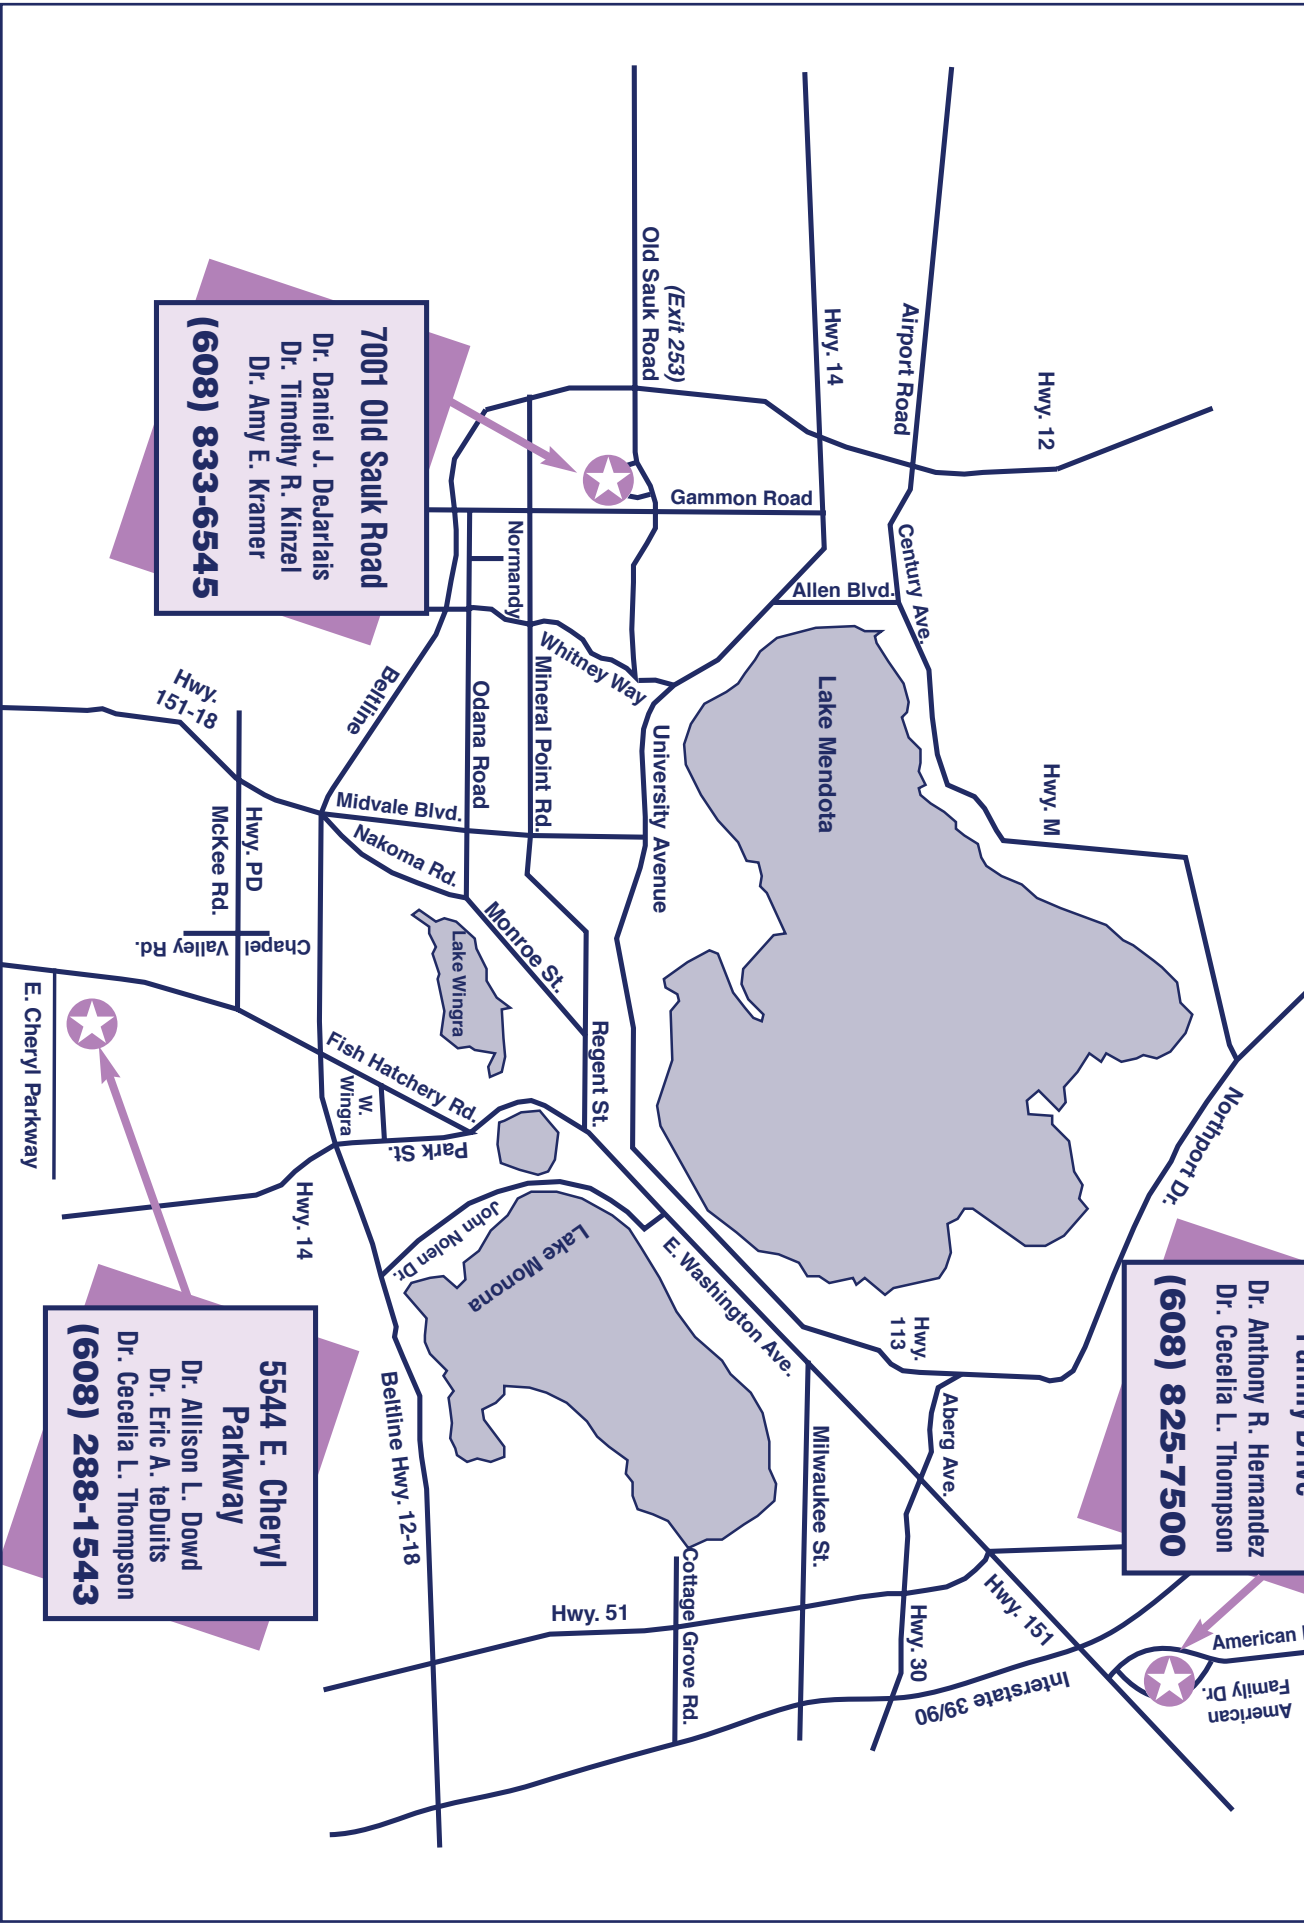 Old Sauk Road
(Exit 253)
Hwy. 14
Airport Road
Hwy. 12
7001 Old Sauk Road
Dr. Daniel J. DeJarlais
Dr. Timothy R. Kinzel
Dr. Amy E. Kramer
(608) 833-6545
Gammon Road
Normandy
Century Ave.
Allen Blvd.
Whitney Way
Beltline
Hwy.
151-18
Odana Road
Mineral Point Rd.
University Avenue
Lake Mendota
Hwy. M
Midvale Blvd.
Nakoma Rd.
Hwy. PD
McKee Rd.
Chapel
Valley Rd.
Monroe St.
Lake Wingra
E. Cheryl Parkway
Fish Hatchery Rd.
W.
Wingra
Park St.
Regent St.
Northport Dr.
Hwy. 14
John Nolen Dr.
Lake Monona
E. Washington Ave.
Hwy.
113
Dr. Anthony R. Hernandez
Dr. Cecelia L. Thompson
(608) 825-7500
5544 E. Cheryl
Parkway
Dr. Allison L. Dowd
Dr. Eric A. teDuits
Dr. Cecelia L. Thompson
(608) 288-1543
Beltline Hwy. 12-18
Milwaukee St.
Aberg Ave.
Cottage Grove Rd.
Hwy. 51
Hwy. 30
Hwy. 151
Interstate 39/90
American
American
Family Dr.